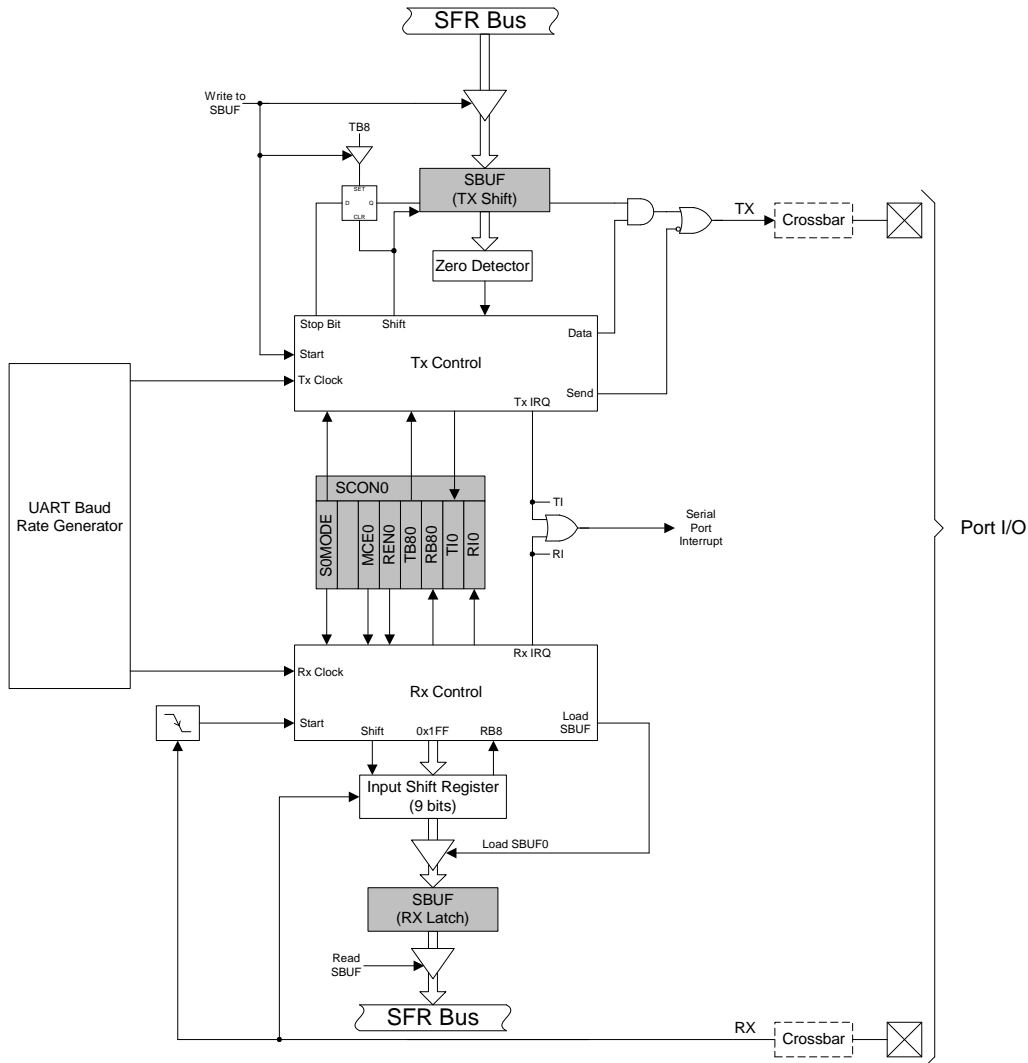 SFR Bus
Write to
SBUF
TB8
SET
D
Q
CLR
SBUF
(TX Shift)
TX
Crossbar
Zero Detector
Stop Bit
Shift
Data
Start
Tx Control
Tx Clock
Send
Tx IRQ
UART Baud
Rate Generator
SCON0
S0MODE
MCE0
REN0
TB80
RB80
TI0
RI0
TI
Serial
Port
Interrupt
RI
Port I/O
Rx IRQ
Rx Clock
Rx Control
Start
Load
SBUF
Shift
0x1FF
RB8
Input Shift Register
(9 bits)
Load SBUF0
SBUF
(RX Latch)
Read
SBUF
SFR Bus
RX
Crossbar